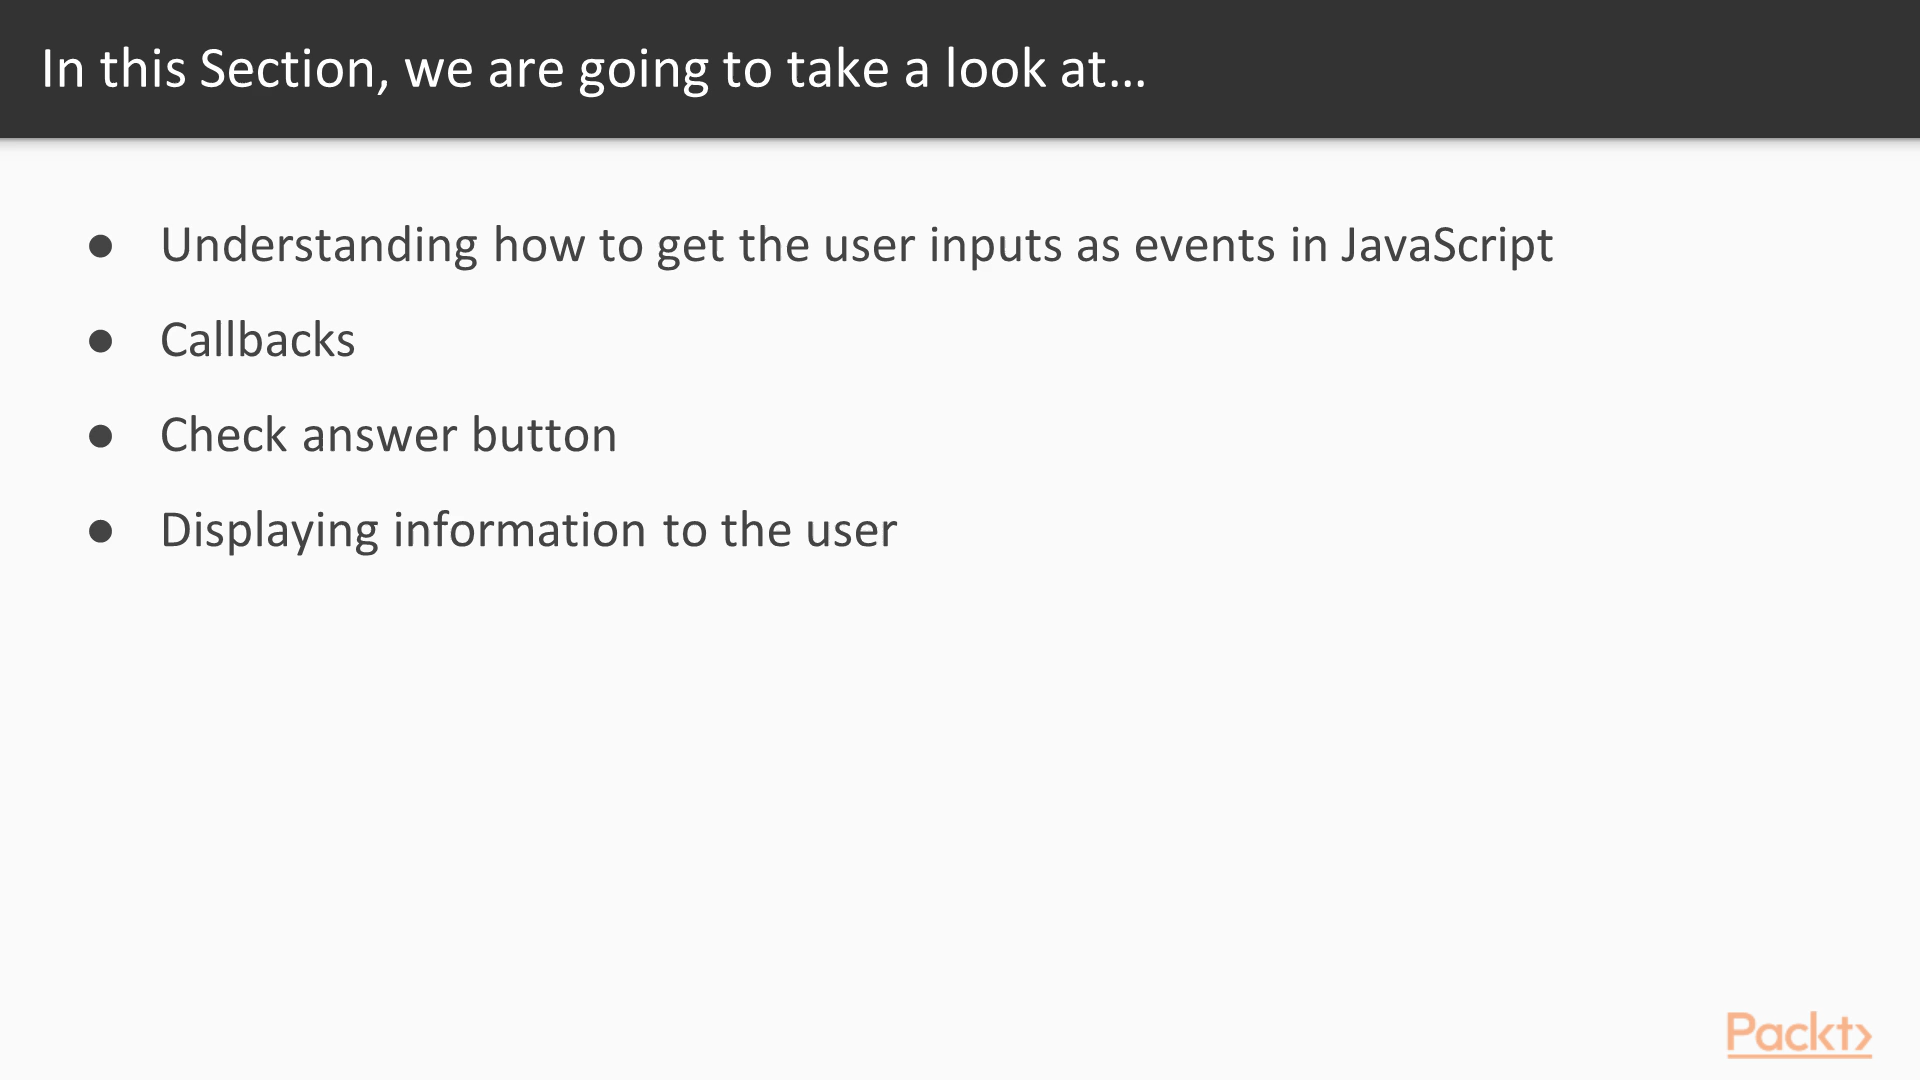 In this Section, we are going to take a look at…
● Understanding how to get the user inputs as events in JavaScript
● Callbacks
● Check answer button
● Displaying information to the user
Packt>